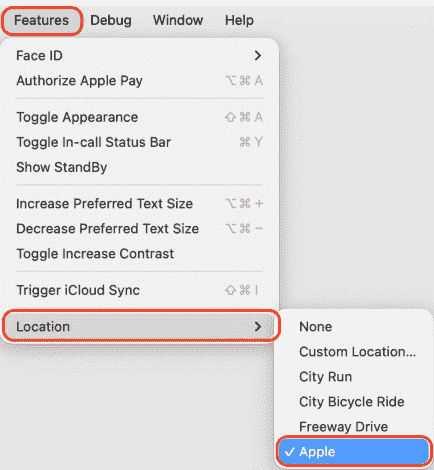 Features Debug Window Help
Face ID
Authorize Apple Pay ⌥⌘A
Toggle Appearance ⇧⌘A
Toggle In-call Status Bar ⌘Y
Show StandBy
Increase Preferred Text Size ⌥⌘+
Decrease Preferred Text Size ⌥⌘−
Toggle Increase Contrast
Trigger iCloud Sync ⇧⌘I
Location
None
Custom Location...
City Run
City Bicycle Ride
Freeway Drive
✓ Apple